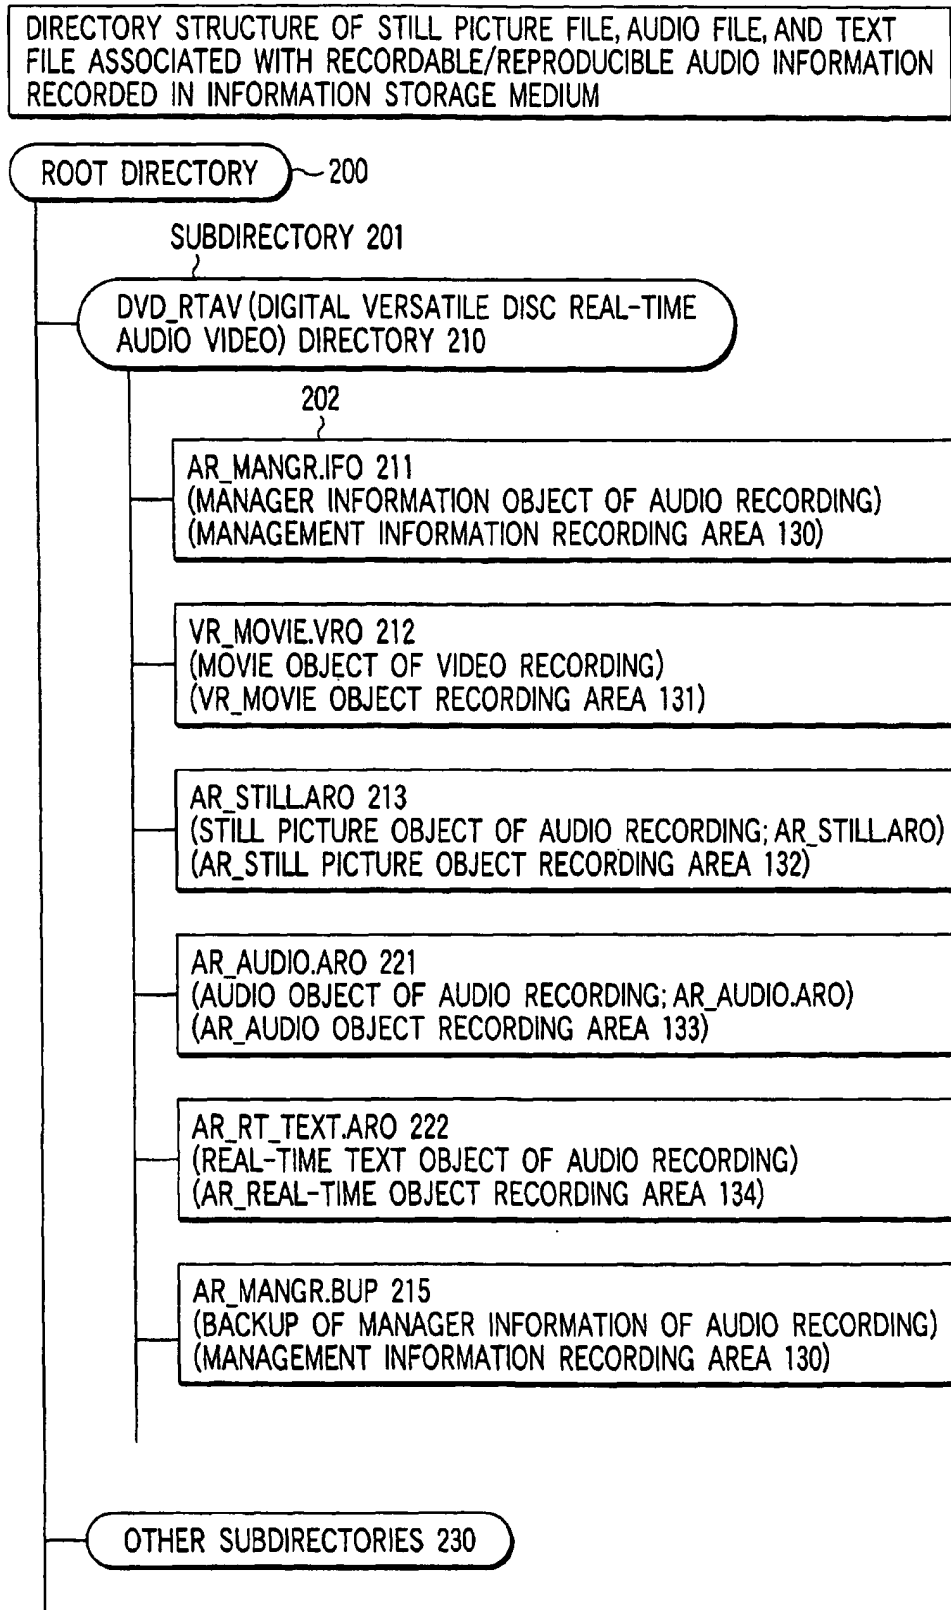 DIRECTORY STRUCTURE OF STILL PICTURE FILE, AUDIO FILE, AND TEXT
FILE ASSOCIATED WITH RECORDABLE/REPRODUCIBLE AUDIO INFORMATION
RECORDED IN INFORMATION STORAGE MEDIUM
ROOT DIRECTORY 200
SUBDIRECTORY 201
DVD_RTAV (DIGITAL VERSATILE DISC REAL-TIME
AUDIO VIDEO) DIRECTORY 210
202
AR_MANGR.IFO 211
(MANAGER INFORMATION OBJECT OF AUDIO RECORDING)
(MANAGEMENT INFORMATION RECORDING AREA 130)
VR_MOVIE.VRO 212
(MOVIE OBJECT OF VIDEO RECORDING)
(VR_MOVIE OBJECT RECORDING AREA 131)
AR_STILL.ARO 213
(STILL PICTURE OBJECT OF AUDIO RECORDING; AR_STILL.ARO)
(AR_STILL PICTURE OBJECT RECORDING AREA 132)
AR_AUDIO.ARO 221
(AUDIO OBJECT OF AUDIO RECORDING; AR_AUDIO.ARO)
(AR_AUDIO OBJECT RECORDING AREA 133)
AR_RT_TEXT.ARO 222
(REAL-TIME TEXT OBJECT OF AUDIO RECORDING)
(AR_REAL-TIME OBJECT RECORDING AREA 134)
AR_MANGR.BUP 215
(BACKUP OF MANAGER INFORMATION OF AUDIO RECORDING)
(MANAGEMENT INFORMATION RECORDING AREA 130)
OTHER SUBDIRECTORIES 230